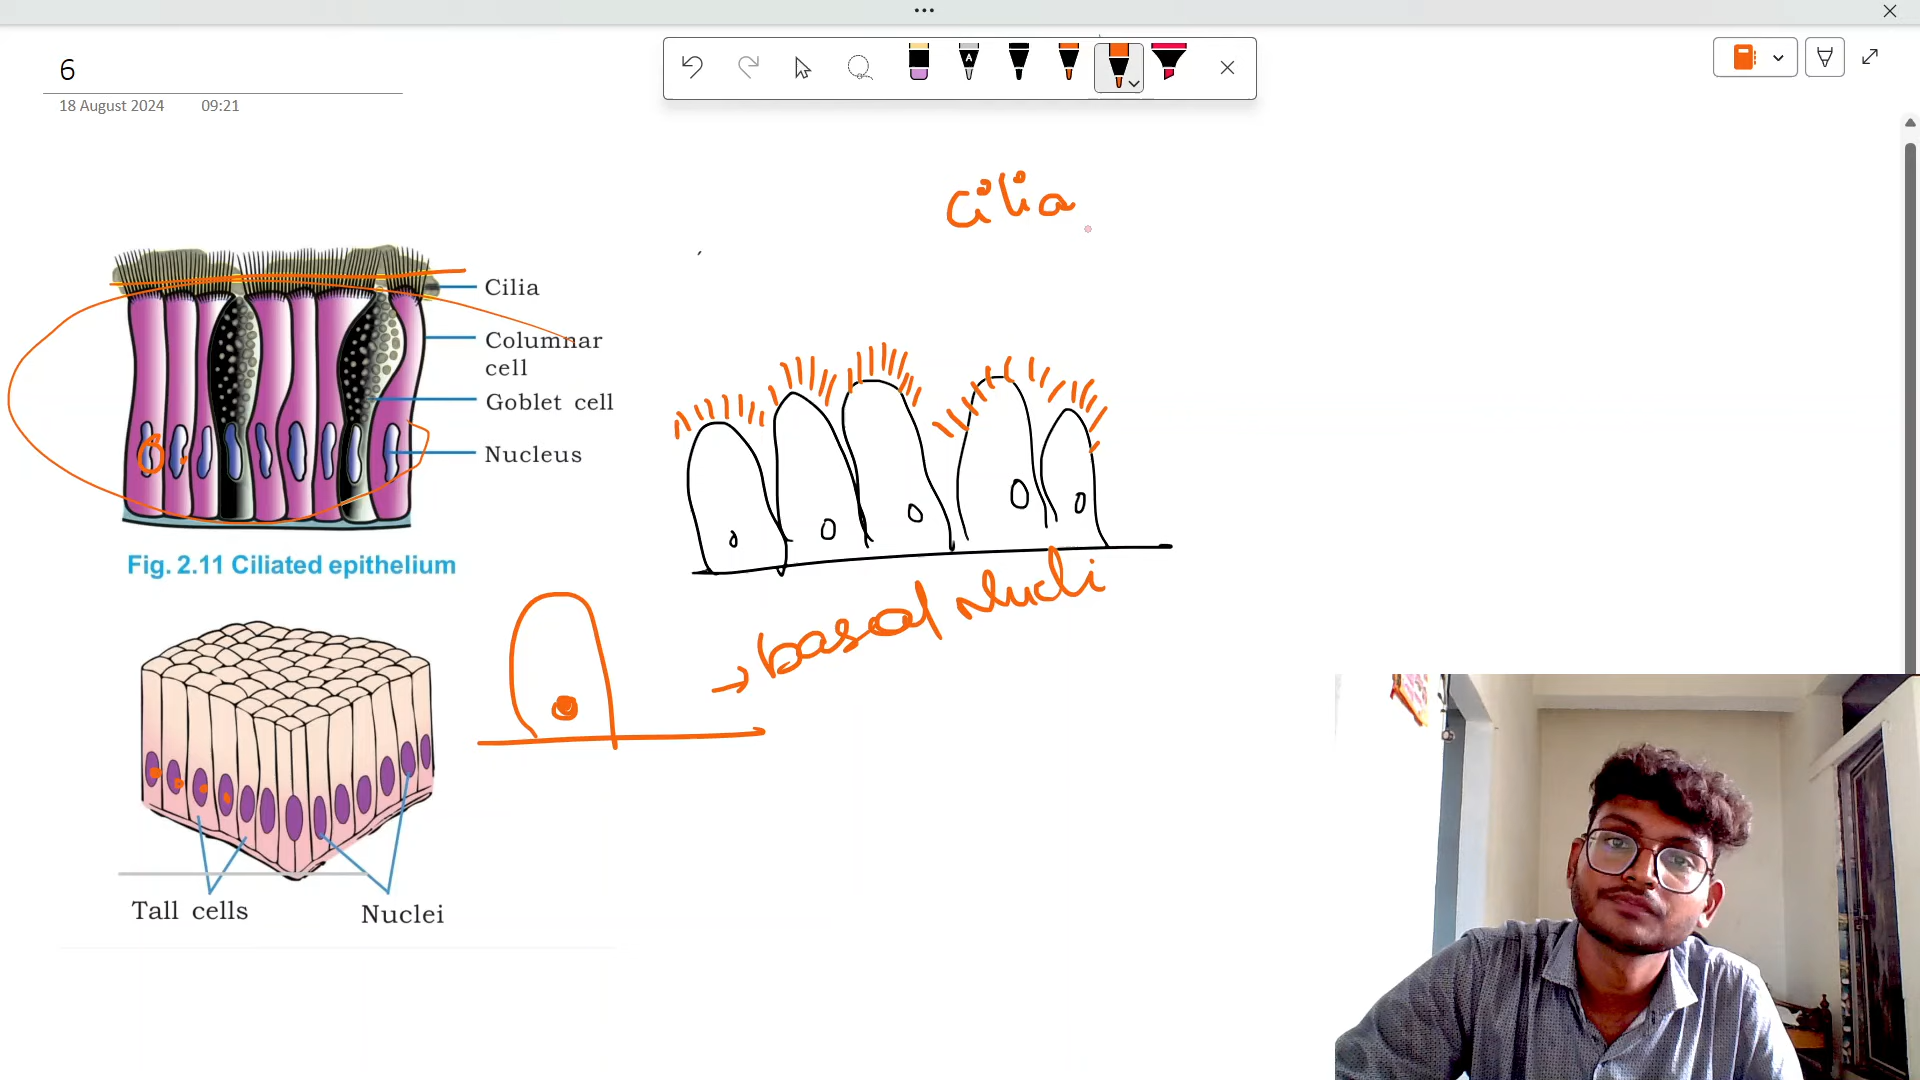 6
18 August 2024 09:21
A
Cilia
Cilia
Columnar
cell
Goblet cell
Nucleus
Fig. 2.11 Ciliated epithelium
→ basal Nucli
Tall cells
Nuclei